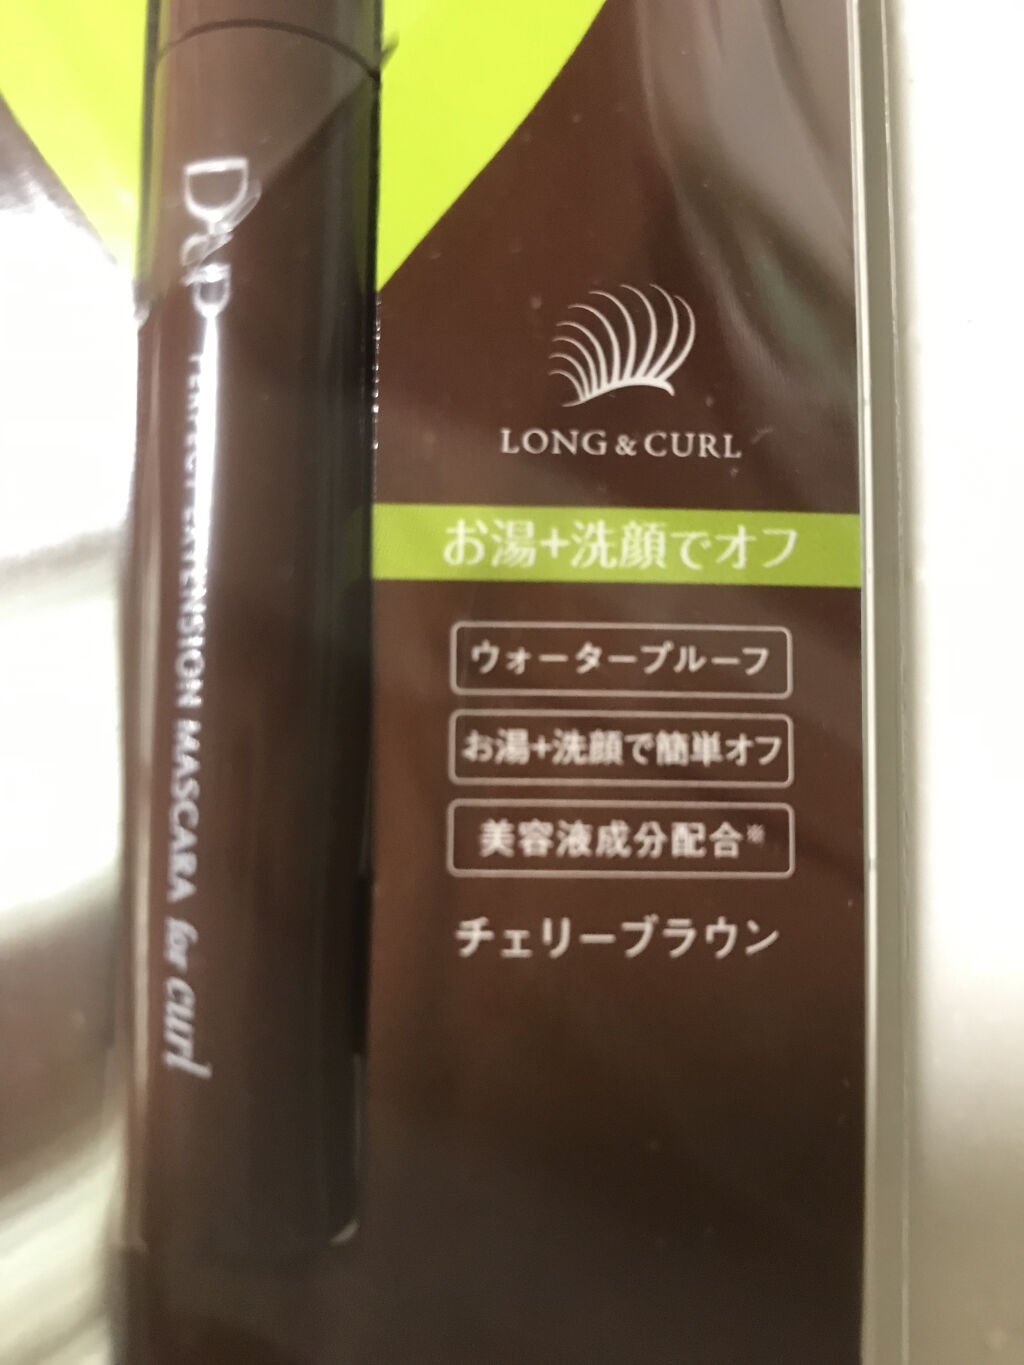 D.U.P
PERFECT EXTENSION MASCARA for curl
LONG & CURL
お湯+洗顔でオフ
ウォータープルーフ
お湯+洗顔で簡単オフ
美容液成分配合※
チェリーブラウン